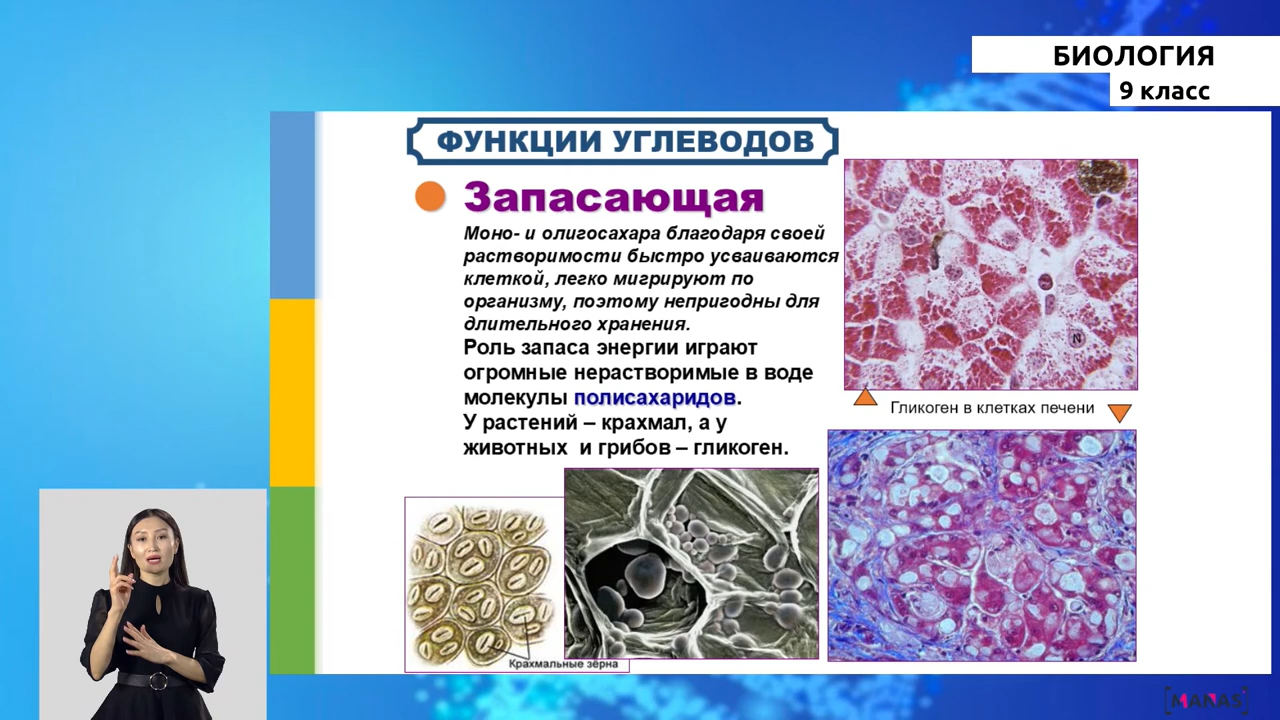 БИОЛОГИЯ
9 класс
ФУНКЦИИ УГЛЕВОДОВ
Запасающая
Моно- и олигосахара благодаря своей
растворимости быстро усваиваются
клеткой, легко мигрируют по
организму, поэтому непригодны для
длительного хранения.
Роль запаса энергии играют
огромные нерастворимые в воде
молекулы полисахаридов.
У растений – крахмал, а у
животных и грибов – гликоген.
N
Гликоген в клетках печени
Крахмальные зёрна
MANAS